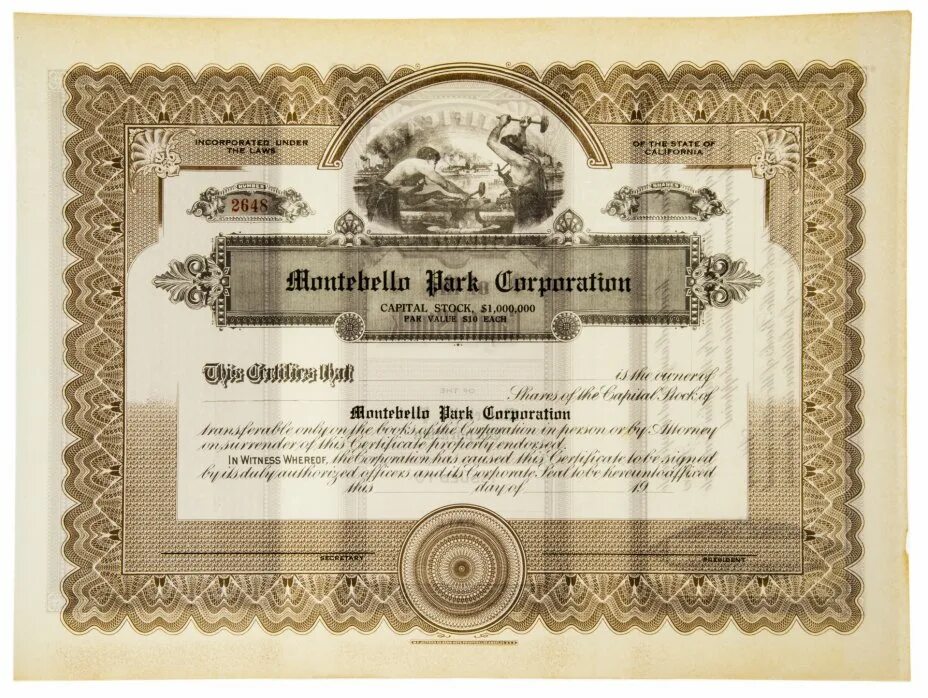 INCORPORATED UNDER THE LAWS
OF THE STATE OF CALIFORNIA
NUMBER
2648
SHARES
Montebello Park Corporation
CAPITAL STOCK, $1,000,000
PAR VALUE $10 EACH
This Certifies that
is the owner of
Shares of the Capital Stock of
Montebello Park Corporation
transferable only on the books of the Corporation in person or by Attorney
on surrender of this Certificate properly endorsed.
IN WITNESS WHEREOF, the Corporation has caused this Certificate to be signed
by its duly authorized officers and its Corporate Seal to be hereunto affixed
this day of 19
SECRETARY
PRESIDENT